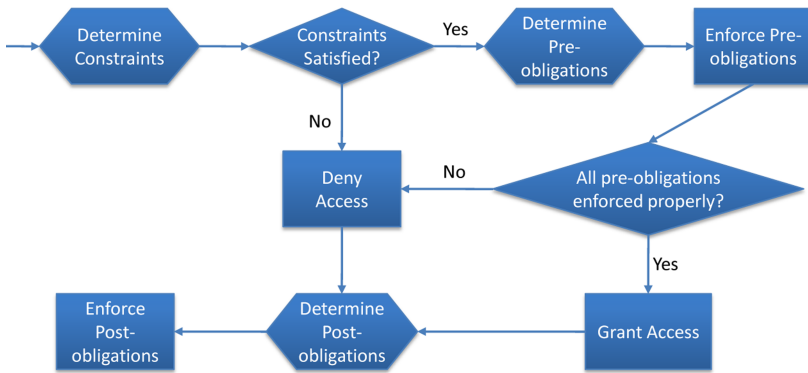 Determine
Constraints
Constraints
Satisfied?
Yes
Determine
Pre-
obligations
Enforce Pre-
obligations
No
Deny
Access
No
All pre-obligations
enforced properly?
Yes
Enforce
Post-
obligations
Determine
Post-
obligations
Grant Access